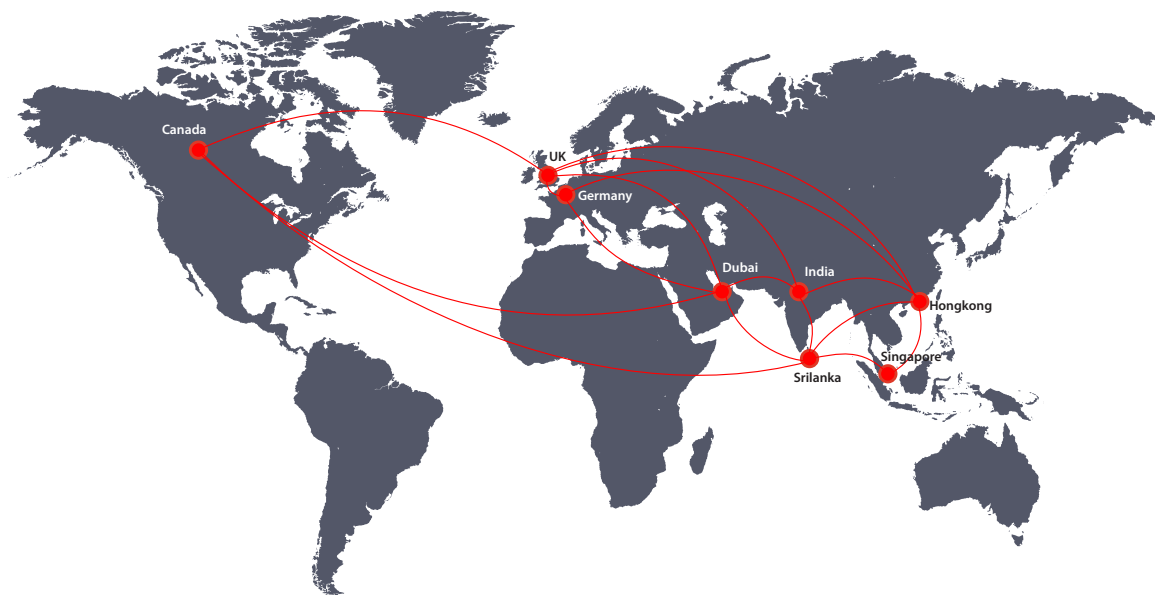 Canada
UK
Germany
Dubai
India
Hongkong
Singapore
Srilanka